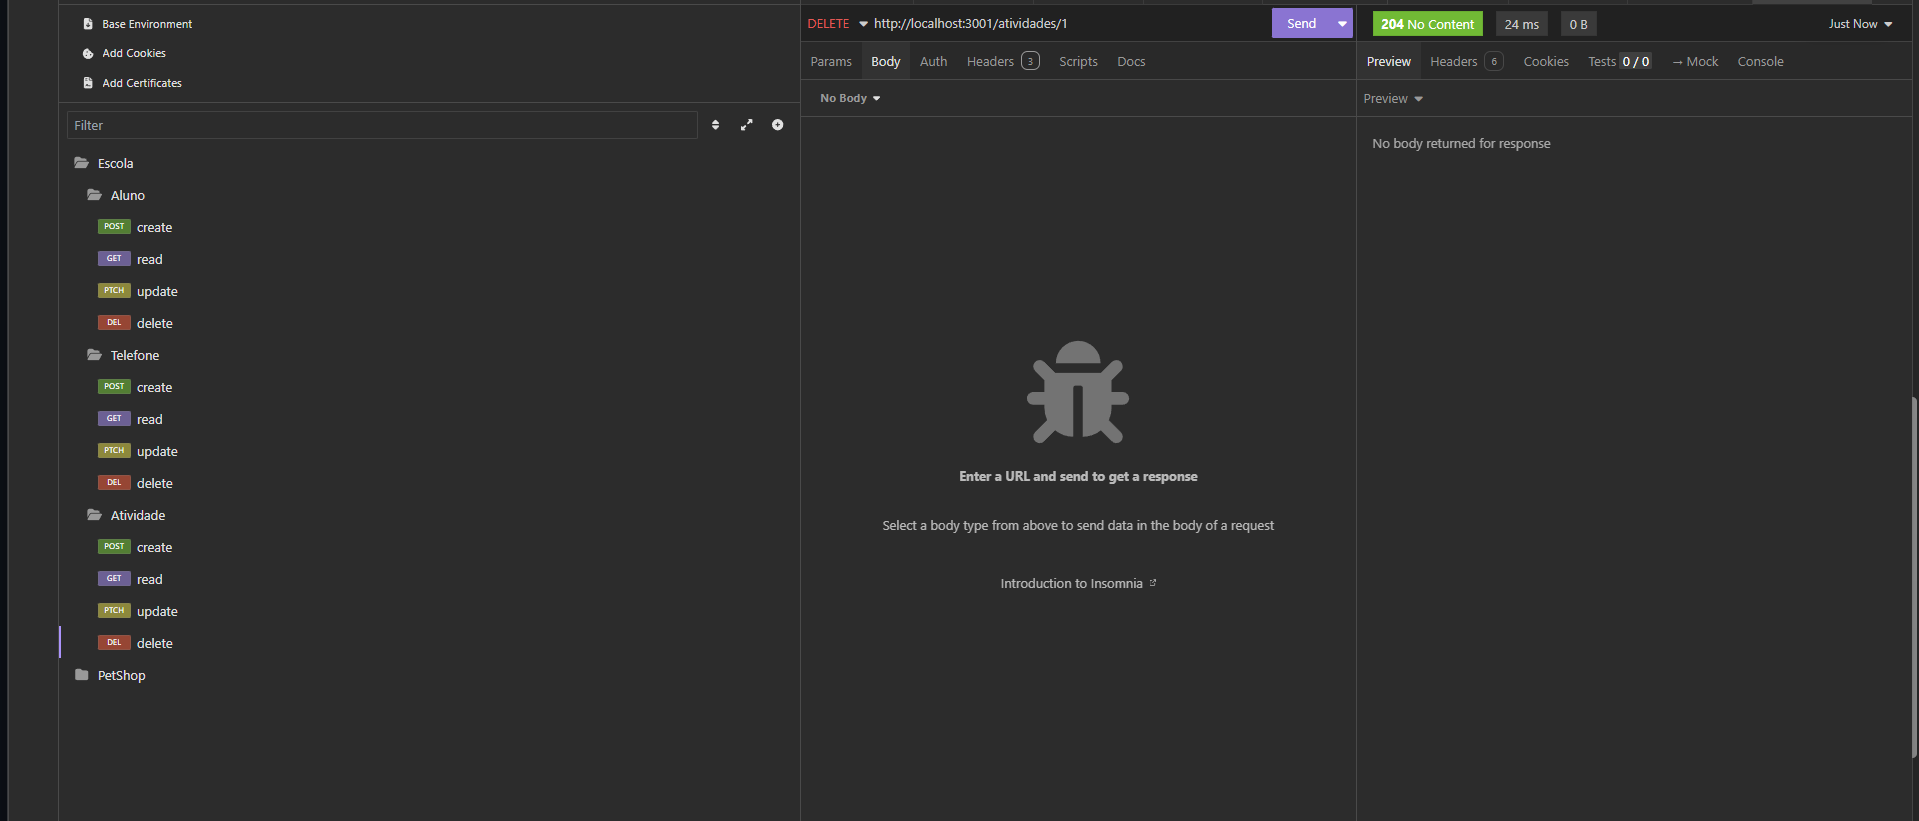 Base Environment
Add Cookies
Add Certificates
Filter
Escola
Aluno
POST create
GET read
PTCH update
DEL delete
Telefone
POST create
GET read
PTCH update
DEL delete
Atividade
POST create
GET read
PTCH update
DEL delete
PetShop
DELETE http://localhost:3001/atividades/1 Send
Params Body Auth Headers 3 Scripts Docs
No Body
Enter a URL and send to get a response
Select a body type from above to send data in the body of a request
Introduction to Insomnia
204 No Content 24 ms 0 B Just Now
Preview Headers 6 Cookies Tests 0 / 0 → Mock Console
Preview
No body returned for response